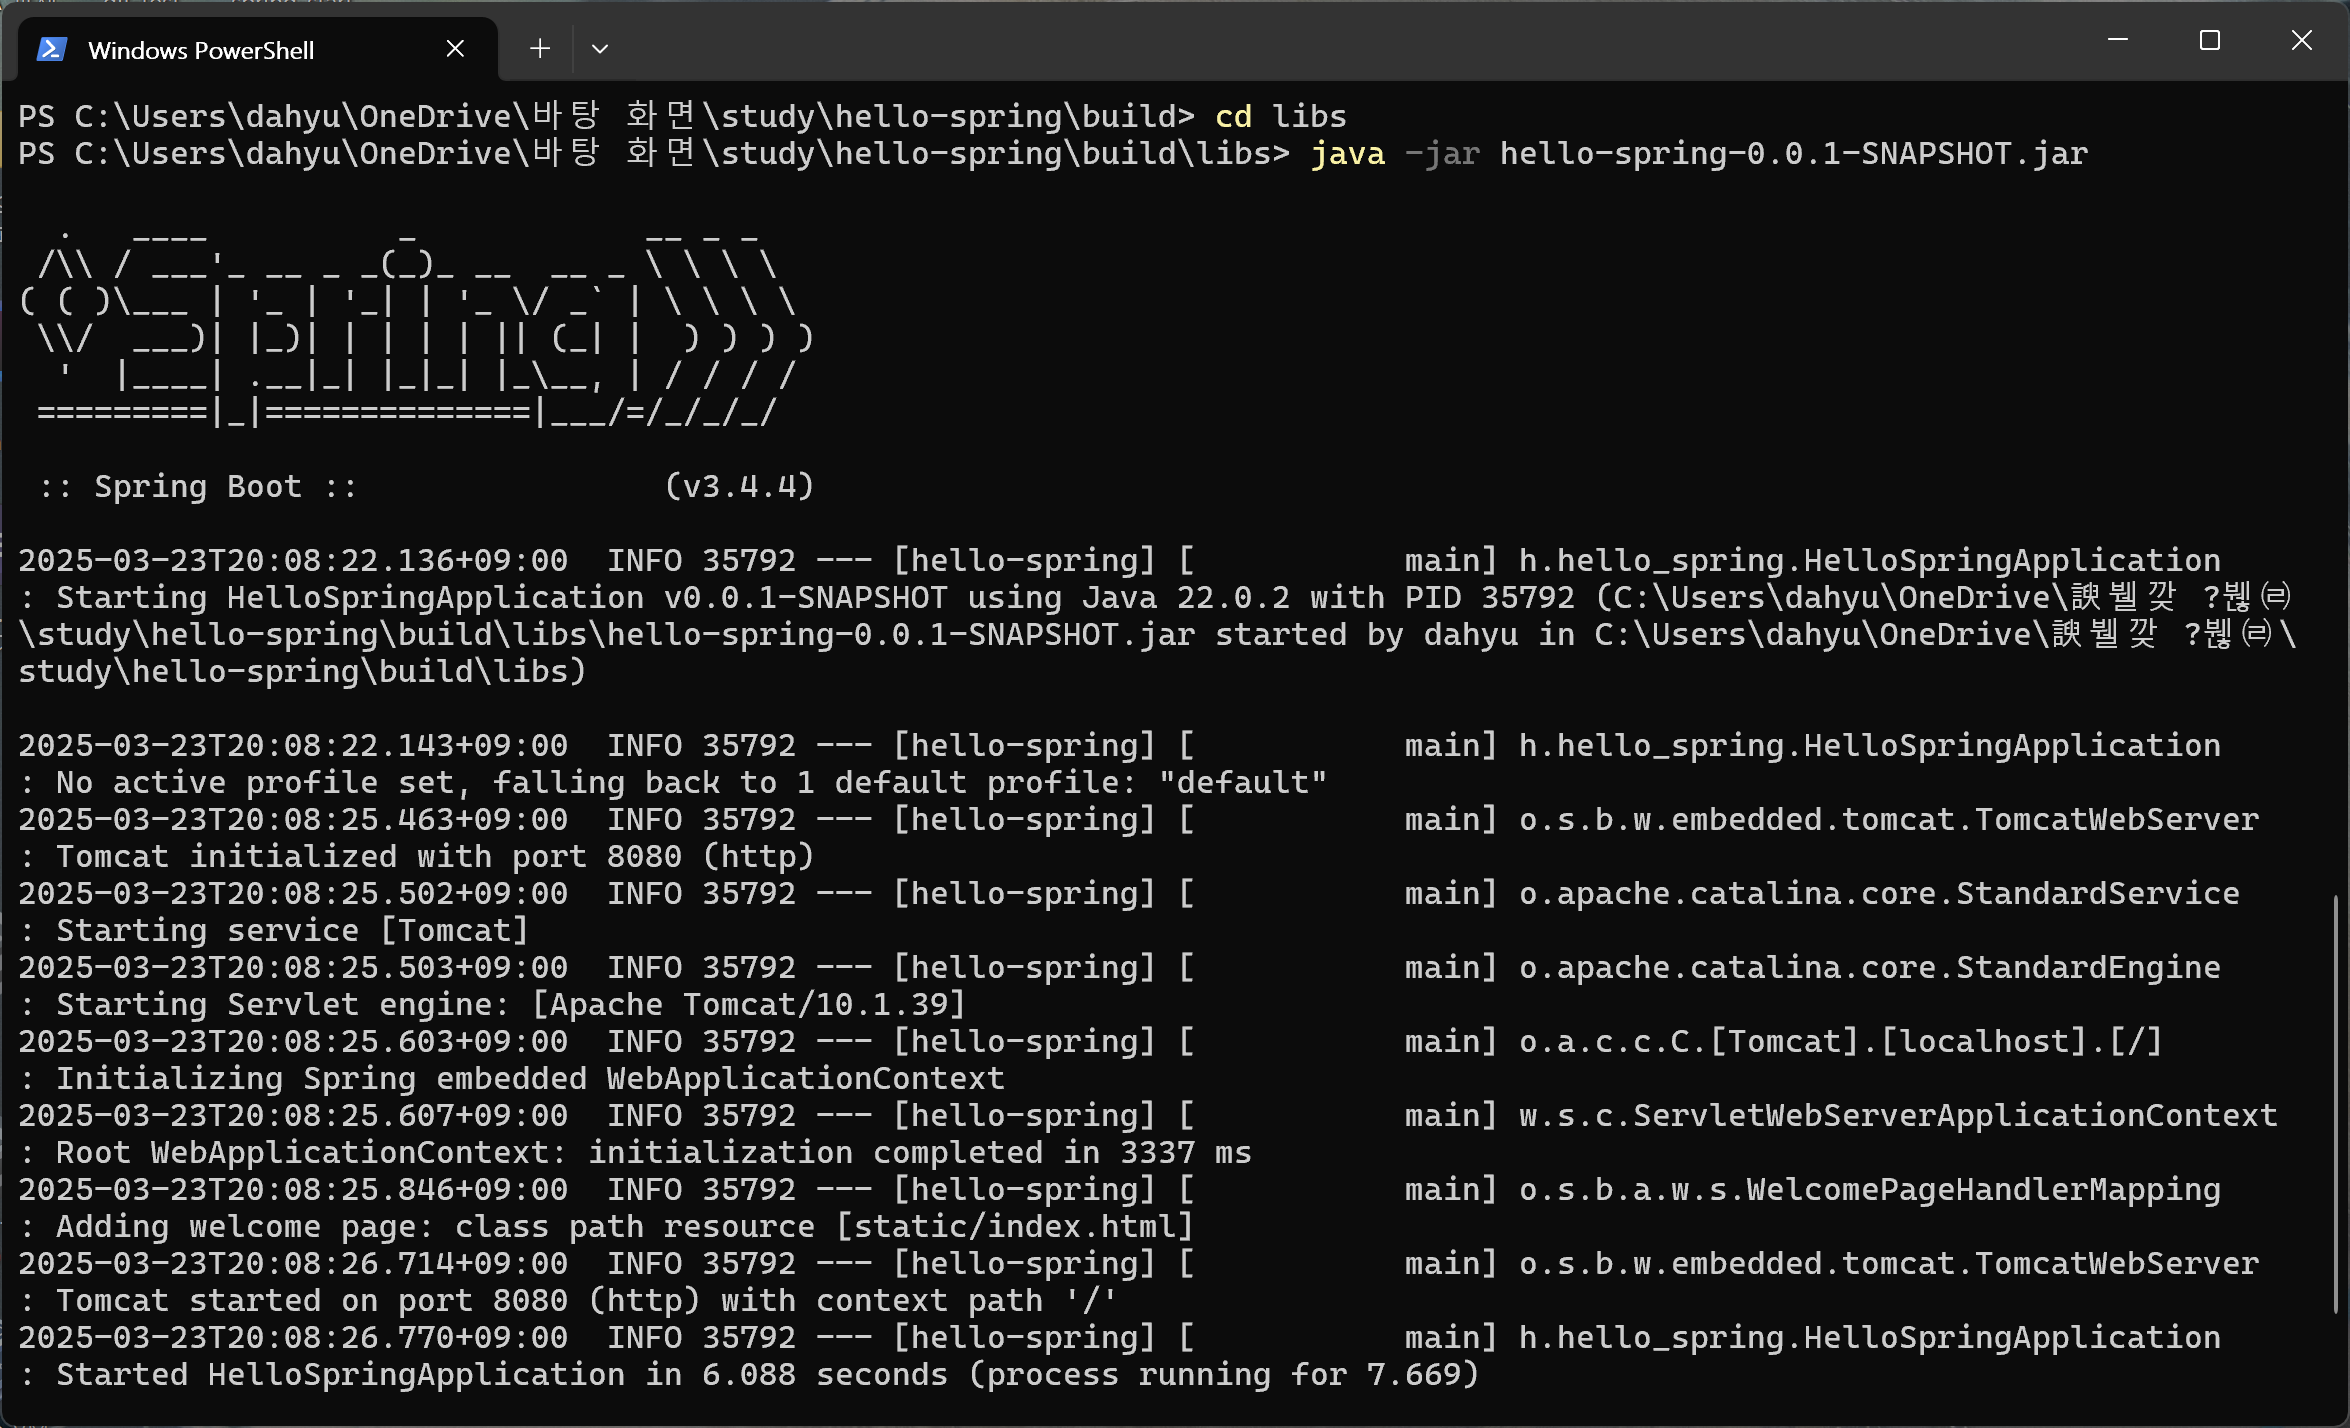 Windows PowerShell
PS C:\Users\dahyu\OneDrive\바탕 화면\study\hello-spring\build> cd libs
PS C:\Users\dahyu\OneDrive\바탕 화면\study\hello-spring\build\libs> java -jar hello-spring-0.0.1-SNAPSHOT.jar
  .   ____          _            __ _ _
 /\\ / ___'_ __ _ _(_)_ __  __ _ \ \ \ \
( ( )\___ | '_ | '_| | '_ \/ _` | \ \ \ \
 \\/  ___)| |_)| | | | | || (_| |  ) ) ) )
  '  |____| .__|_| |_|_| |_\__, | / / / /
 =========|_|==============|___/=/_/_/_/
 :: Spring Boot ::                (v3.4.4)
2025-03-23T20:08:22.136+09:00  INFO 35792 --- [hello-spring] [           main] h.hello_spring.HelloSpringApplication
: Starting HelloSpringApplication v0.0.1-SNAPSHOT using Java 22.0.2 with PID 35792 (C:\Users\dahyu\OneDrive\諛뷀깢 ?붾㈃
\study\hello-spring\build\libs\hello-spring-0.0.1-SNAPSHOT.jar started by dahyu in C:\Users\dahyu\OneDrive\諛뷀깢 ?붾㈃\
study\hello-spring\build\libs)
2025-03-23T20:08:22.143+09:00  INFO 35792 --- [hello-spring] [           main] h.hello_spring.HelloSpringApplication
: No active profile set, falling back to 1 default profile: "default"
2025-03-23T20:08:25.463+09:00  INFO 35792 --- [hello-spring] [           main] o.s.b.w.embedded.tomcat.TomcatWebServer
: Tomcat initialized with port 8080 (http)
2025-03-23T20:08:25.502+09:00  INFO 35792 --- [hello-spring] [           main] o.apache.catalina.core.StandardService
: Starting service [Tomcat]
2025-03-23T20:08:25.503+09:00  INFO 35792 --- [hello-spring] [           main] o.apache.catalina.core.StandardEngine
: Starting Servlet engine: [Apache Tomcat/10.1.39]
2025-03-23T20:08:25.603+09:00  INFO 35792 --- [hello-spring] [           main] o.a.c.c.C.[Tomcat].[localhost].[/]
: Initializing Spring embedded WebApplicationContext
2025-03-23T20:08:25.607+09:00  INFO 35792 --- [hello-spring] [           main] w.s.c.ServletWebServerApplicationContext
: Root WebApplicationContext: initialization completed in 3337 ms
2025-03-23T20:08:25.846+09:00  INFO 35792 --- [hello-spring] [           main] o.s.b.a.w.s.WelcomePageHandlerMapping
: Adding welcome page: class path resource [static/index.html]
2025-03-23T20:08:26.714+09:00  INFO 35792 --- [hello-spring] [           main] o.s.b.w.embedded.tomcat.TomcatWebServer
: Tomcat started on port 8080 (http) with context path '/'
2025-03-23T20:08:26.770+09:00  INFO 35792 --- [hello-spring] [           main] h.hello_spring.HelloSpringApplication
: Started HelloSpringApplication in 6.088 seconds (process running for 7.669)